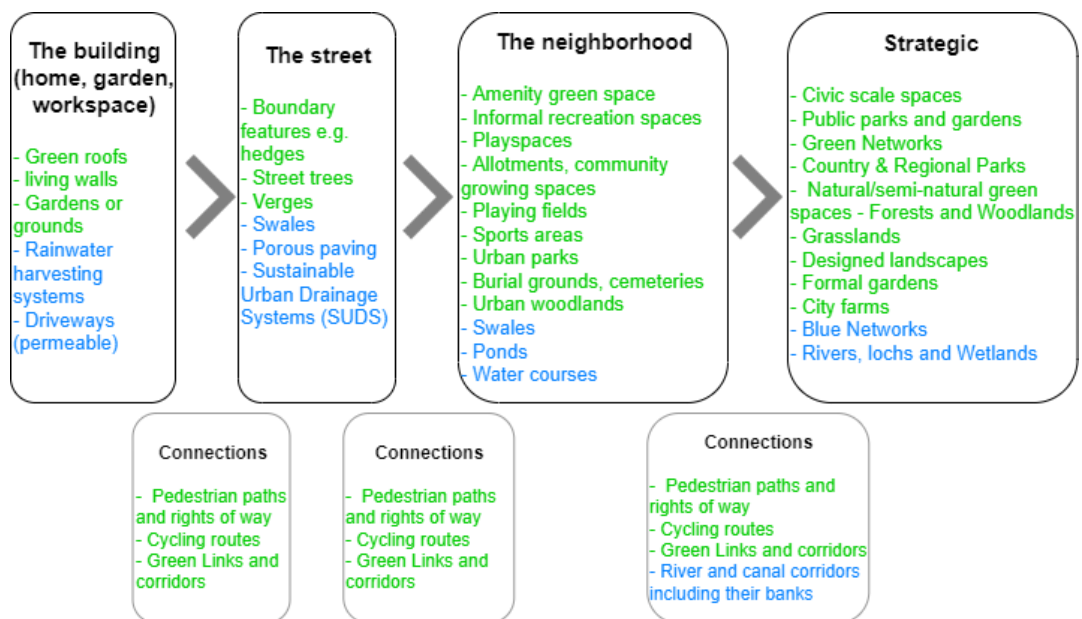 The building
(home, garden,
workspace)
- Green roofs
- living walls
- Gardens or
grounds
- Rainwater
harvesting
systems
- Driveways
(permeable)
The street
- Boundary
features e.g.
hedges
- Street trees
- Verges
- Swales
- Porous paving
- Sustainable
Urban Drainage
Systems (SUDS)
The neighborhood
- Amenity green space
- Informal recreation spaces
- Playspaces
- Allotments, community
growing spaces
- Playing fields
- Sports areas
- Urban parks
- Burial grounds, cemeteries
- Urban woodlands
- Swales
- Ponds
- Water courses
Strategic
- Civic scale spaces
- Public parks and gardens
- Green Networks
- Country & Regional Parks
- Natural/semi-natural green
spaces - Forests and Woodlands
- Grasslands
- Designed landscapes
- Formal gardens
- City farms
- Blue Networks
- Rivers, lochs and Wetlands
Connections
- Pedestrian paths
and rights of way
- Cycling routes
- Green Links and
corridors
Connections
- Pedestrian paths
and rights of way
- Cycling routes
- Green Links and
corridors
Connections
- Pedestrian paths and
rights of way
- Cycling routes
- Green Links and corridors
- River and canal corridors
including their banks